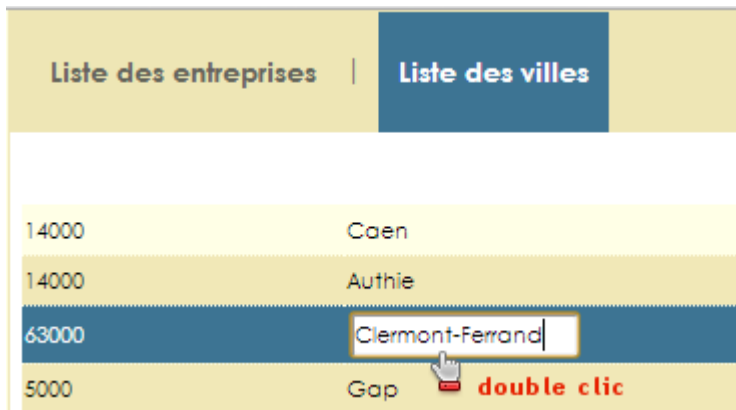 Liste des entreprises | Liste des villes
14000 Caen
14000 Authie
63000 Clermont-Ferrand
5000 Gap double clic